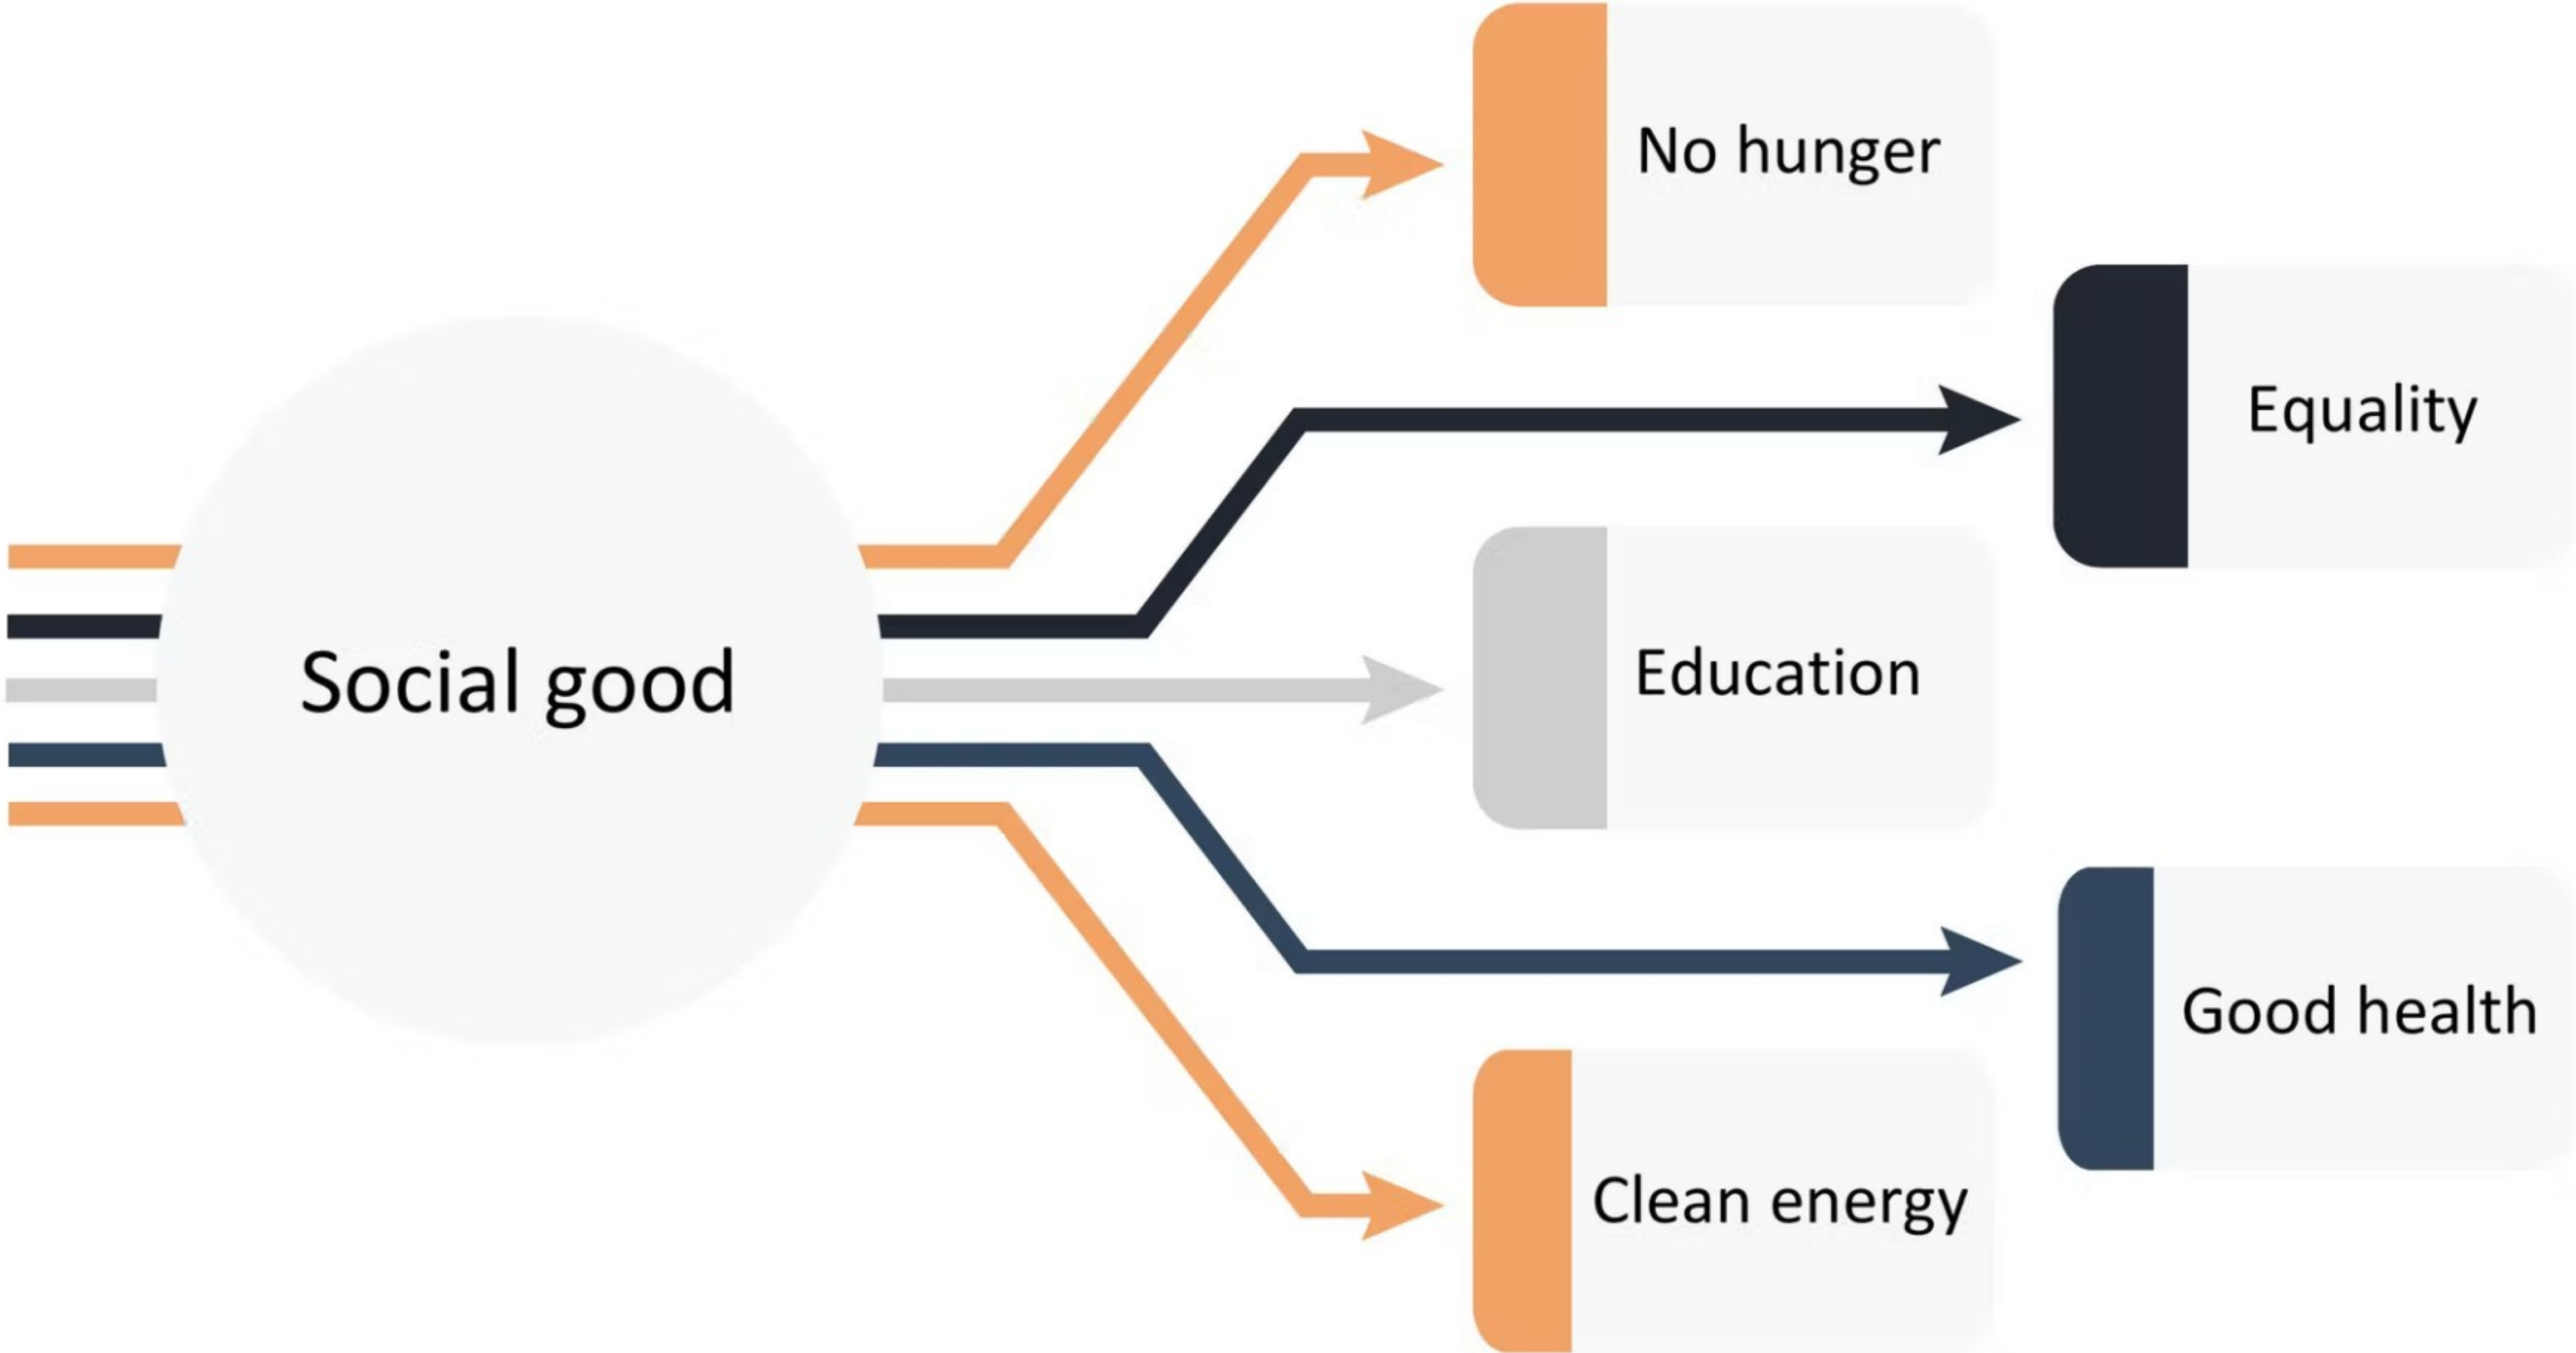 Social good
No hunger
Equality
Education
Good health
Clean energy